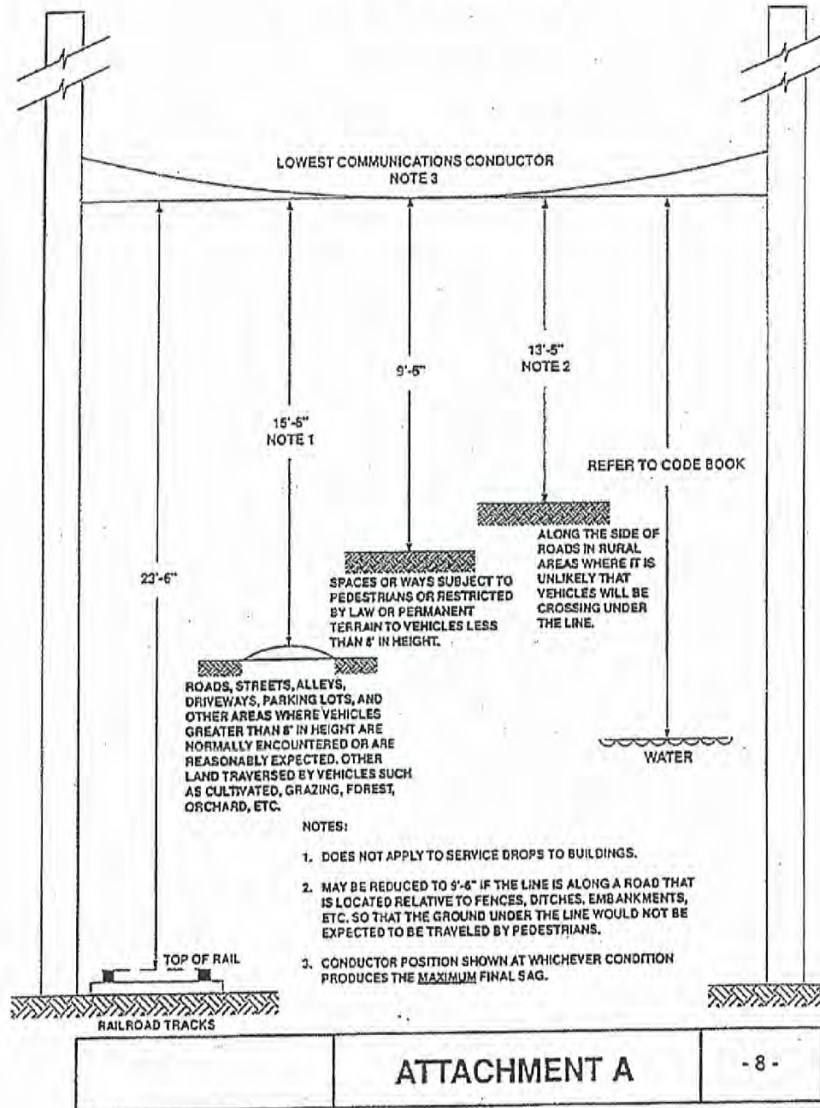 LOWEST COMMUNICATIONS CONDUCTOR
NOTE 3
13'-6"
NOTE 2
9'-6"
15'-6"
NOTE 1
REFER TO CODE BOOK
23'-6"
ALONG THE SIDE OF
ROADS IN RURAL
AREAS WHERE IT IS
UNLIKELY THAT
VEHICLES WILL BE
CROSSING UNDER
THE LINE.
SPACES OR WAYS SUBJECT TO
PEDESTRIANS OR RESTRICTED
BY LAW OR PERMANENT
TERRAIN TO VEHICLES LESS
THAN 8' IN HEIGHT.
ROADS, STREETS, ALLEYS,
DRIVEWAYS, PARKING LOTS, AND
OTHER AREAS WHERE VEHICLES
GREATER THAN 8' IN HEIGHT ARE
NORMALLY ENCOUNTERED OR ARE
REASONABLY EXPECTED. OTHER
LAND TRAVERSED BY VEHICLES SUCH
AS CULTIVATED, GRAZING, FOREST,
ORCHARD, ETC.
WATER
NOTES:
1. DOES NOT APPLY TO SERVICE DROPS TO BUILDINGS.
2. MAY BE REDUCED TO 9'-6" IF THE LINE IS ALONG A ROAD THAT
IS LOCATED RELATIVE TO FENCES, DITCHES, EMBANKMENTS,
ETC. SO THAT THE GROUND UNDER THE LINE WOULD NOT BE
EXPECTED TO BE TRAVELED BY PEDESTRIANS.
3. CONDUCTOR POSITION SHOWN AT WHICHEVER CONDITION
PRODUCES THE MAXIMUM FINAL SAG.
TOP OF RAIL
RAILROAD TRACKS
ATTACHMENT A
- 8 -